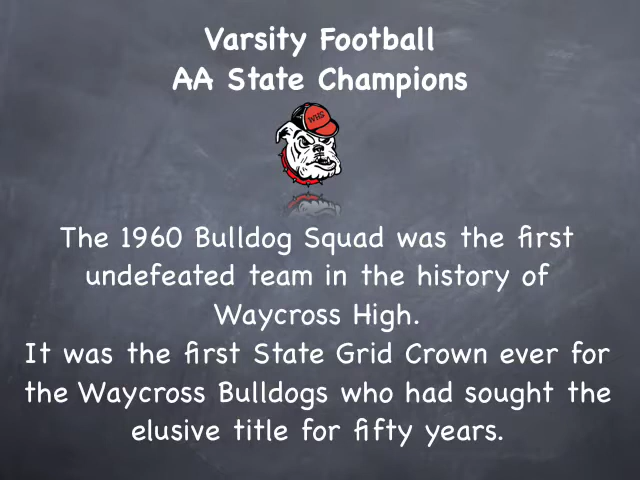 Varsity Football
AA State Champions
WHS
The 1960 Bulldog Squad was the first
undefeated team in the history of
Waycross High.
It was the first State Grid Crown ever for
the Waycross Bulldogs who had sought the
elusive title for fifty years.